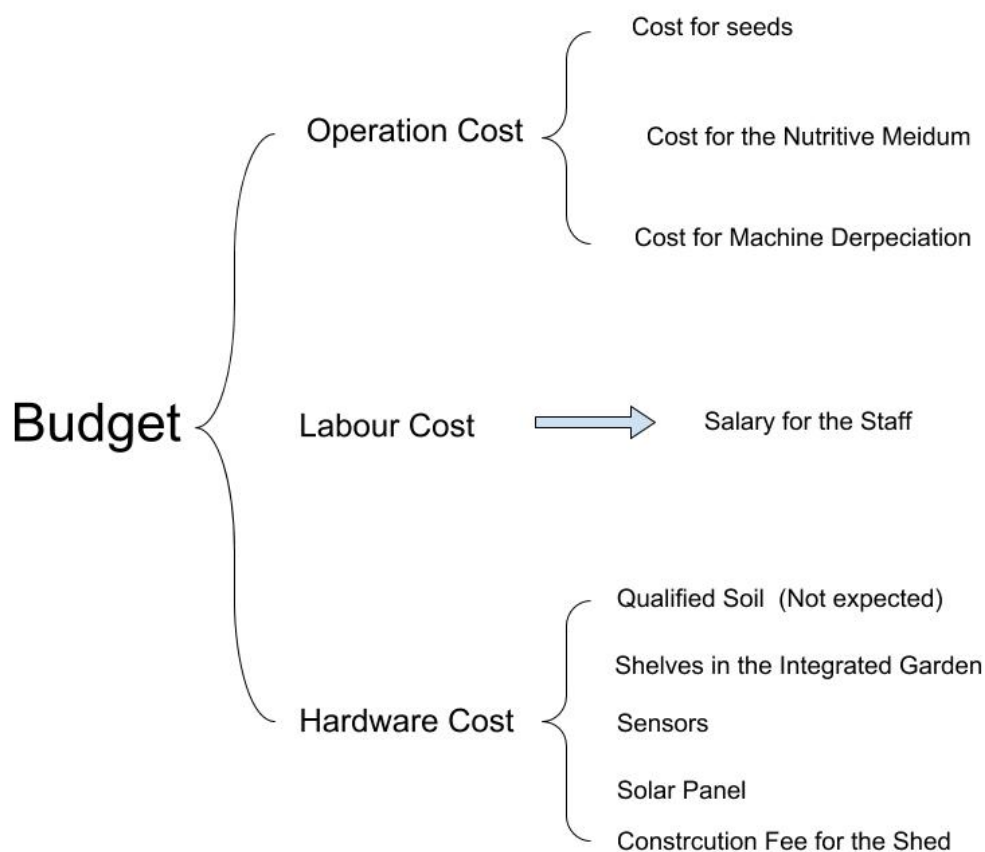 Budget
Operation Cost
Cost for seeds
Cost for the Nutritive Meidum
Cost for Machine Derpeciation
Labour Cost
Salary for the Staff
Hardware Cost
Qualified Soil (Not expected)
Shelves in the Integrated Garden
Sensors
Solar Panel
Constrcution Fee for the Shed